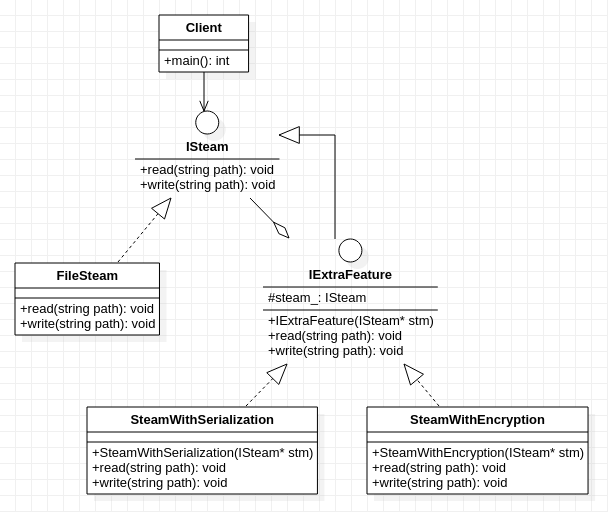 Client
+main(): int
ISteam
+read(string path): void
+write(string path): void
FileSteam
+read(string path): void
+write(string path): void
IExtraFeature
#steam_: ISteam
+IExtraFeature(ISteam* stm)
+read(string path): void
+write(string path): void
SteamWithSerialization
+SteamWithSerialization(ISteam* stm)
+read(string path): void
+write(string path): void
SteamWithEncryption
+SteamWithEncryption(ISteam* stm)
+read(string path): void
+write(string path): void